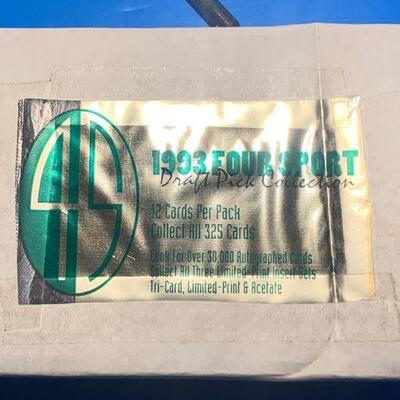 4S
1993 FOUR SPORT
Draft Pick Collection
12 Cards Per Pack
Collect All 325 Cards
Look For Over 30,000 Autographed Cards
Collect All Three Limited-Print Insert Sets
Tri-Card, Limited-Print & Acetate